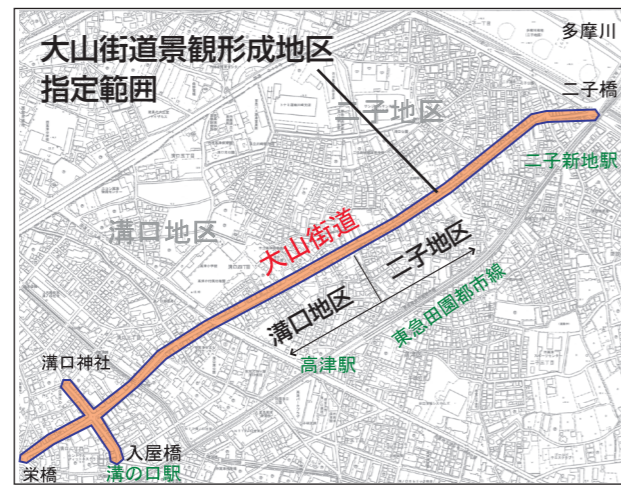 大山街道景観形成地区
指定範囲
多摩川
二子橋
二子地区
二子新地駅
溝口地区
大山街道
二子地区
溝口地区
東急田園都市線
高津駅
溝口神社
入屋橋
栄橋
溝の口駅